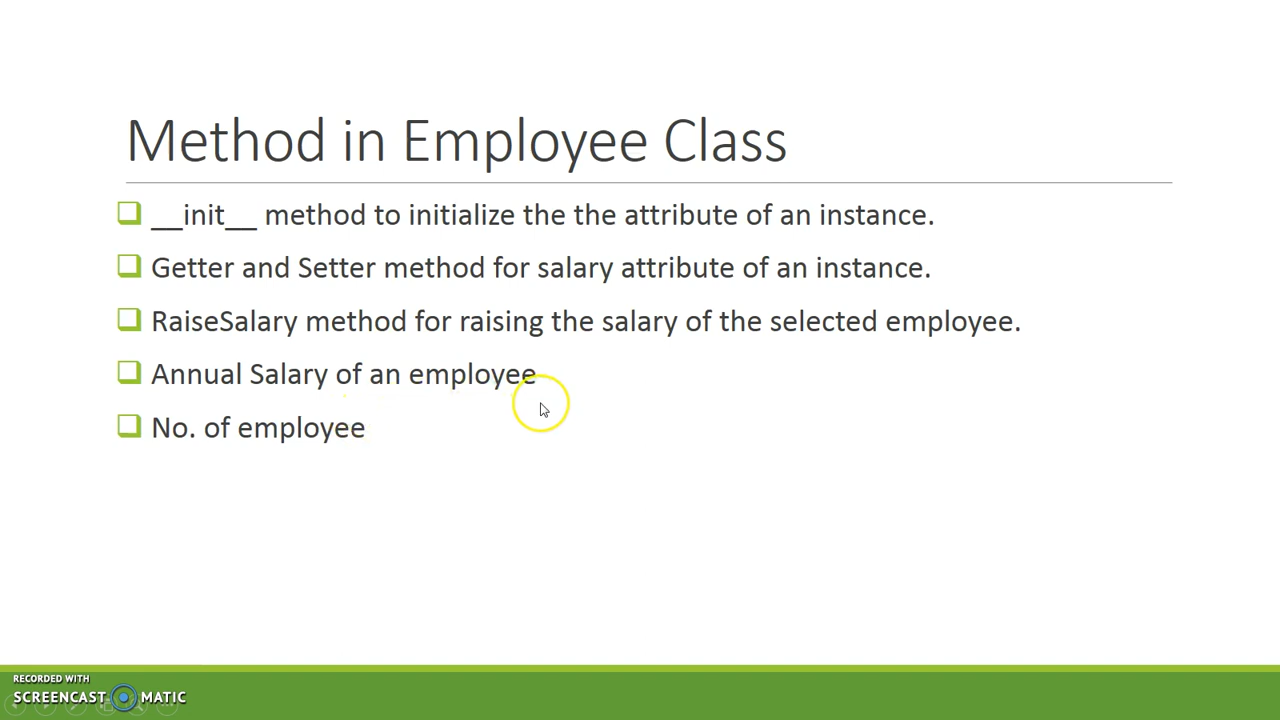 Method in Employee Class
__init__ method to initialize the the attribute of an instance.
Getter and Setter method for salary attribute of an instance.
RaiseSalary method for raising the salary of the selected employee.
Annual Salary of an employee
No. of employee
RECORDED WITH
SCREENCAST MATIC